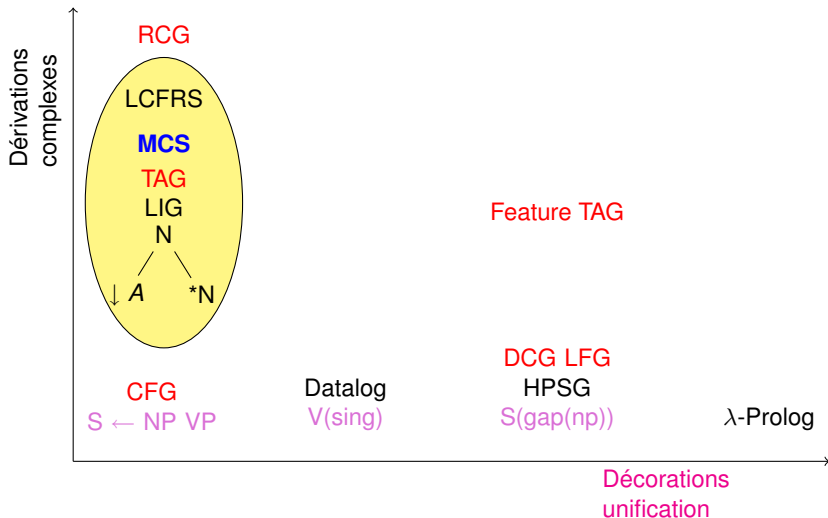 RCG
Dérivations
complexes
LCFRS
MCS
TAG
LIG
N
↓ A *N
Feature TAG
DCG LFG
CFG Datalog HPSG
S ← NP VP V(sing) S(gap(np)) λ-Prolog
Décorations
unification